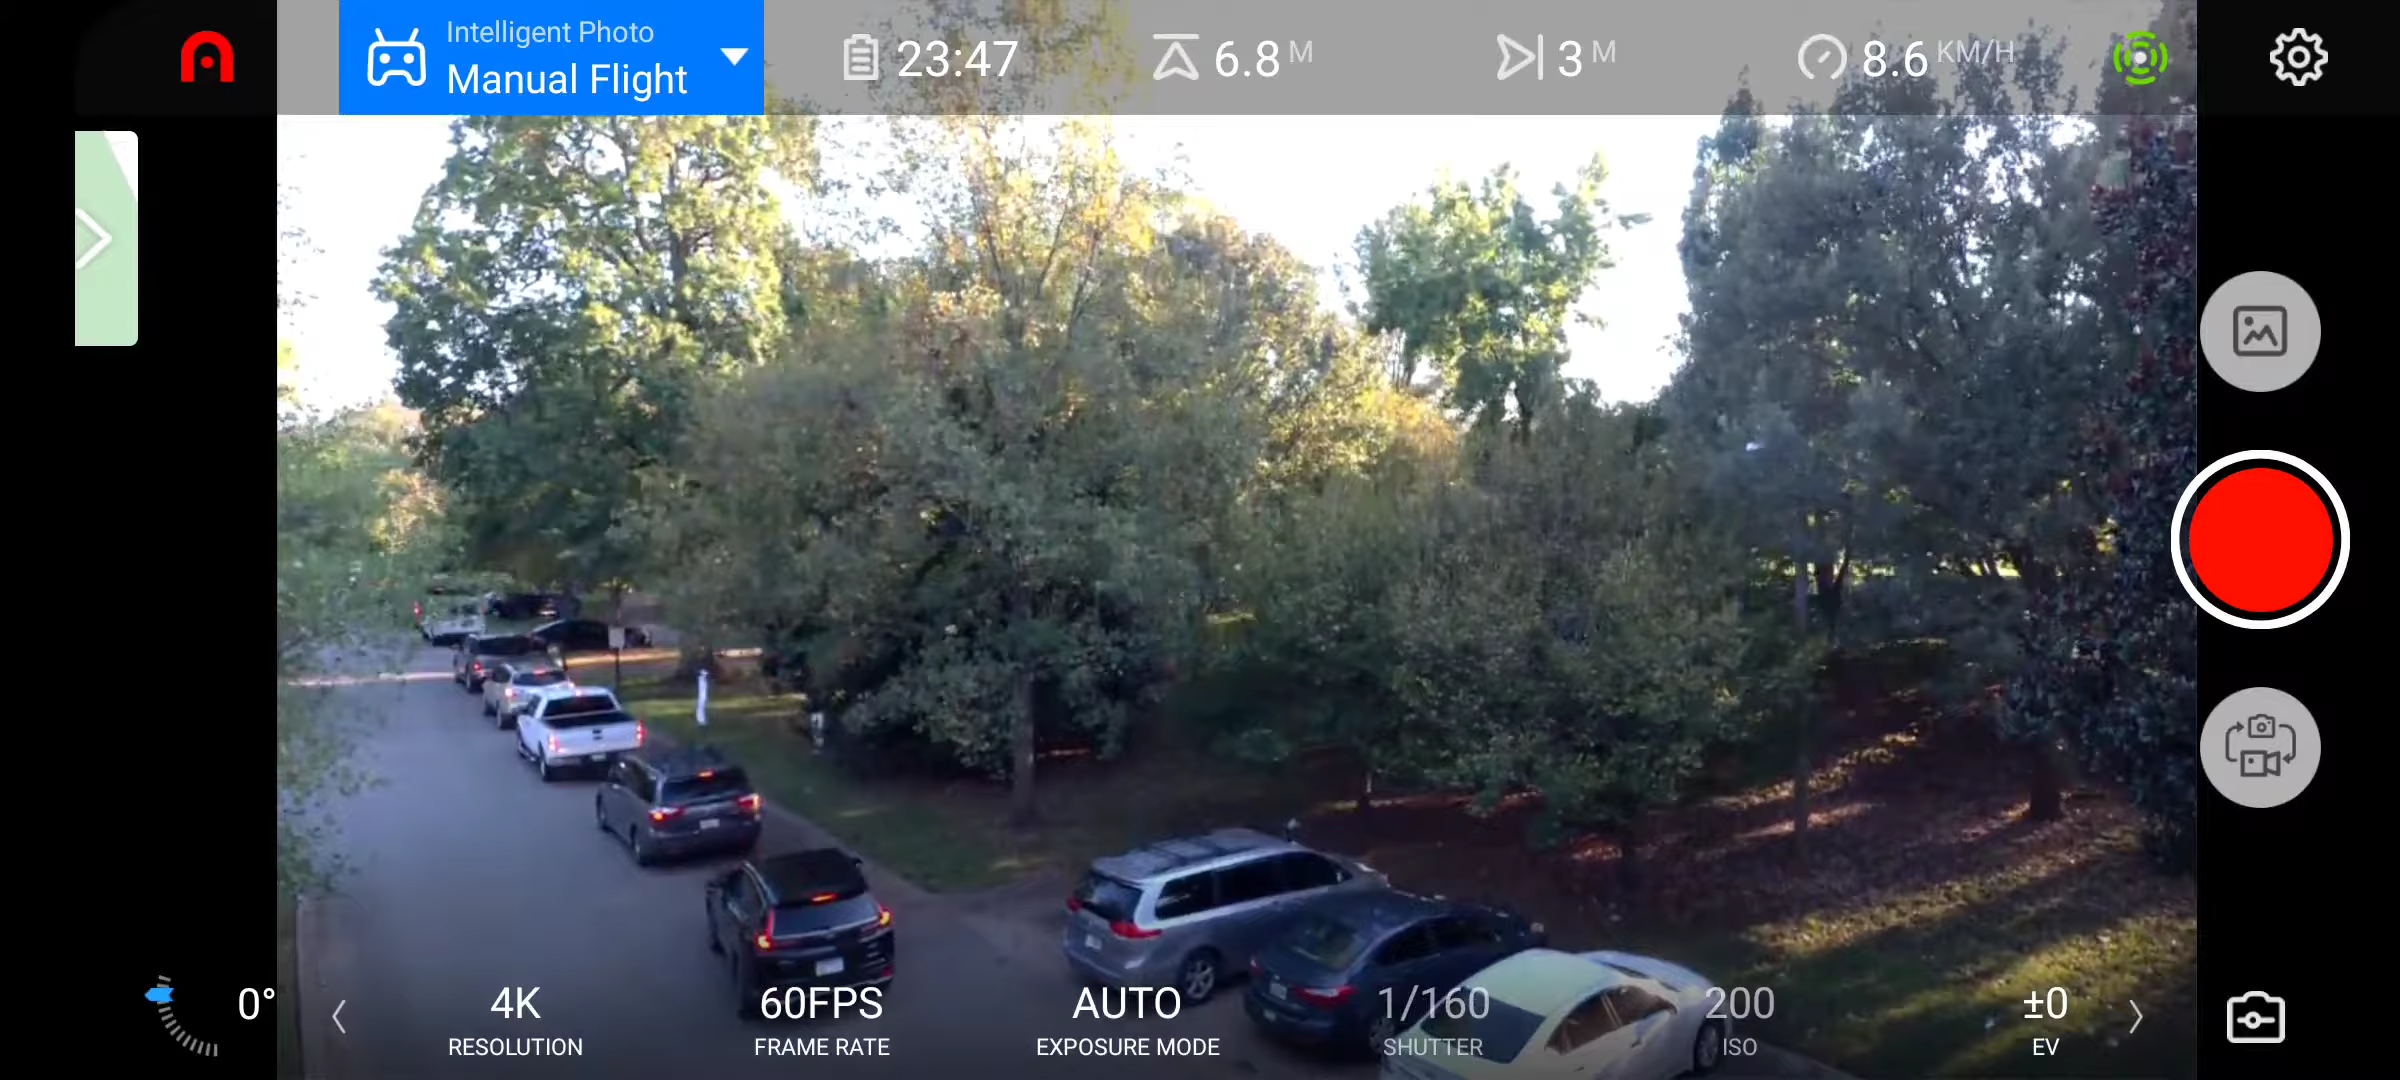 Intelligent Photo
Manual Flight
23:47
6.8 M
3 M
8.6 KM/H
0°
4K
RESOLUTION
60FPS
FRAME RATE
AUTO
EXPOSURE MODE
1/160
SHUTTER
200
ISO
±0
EV